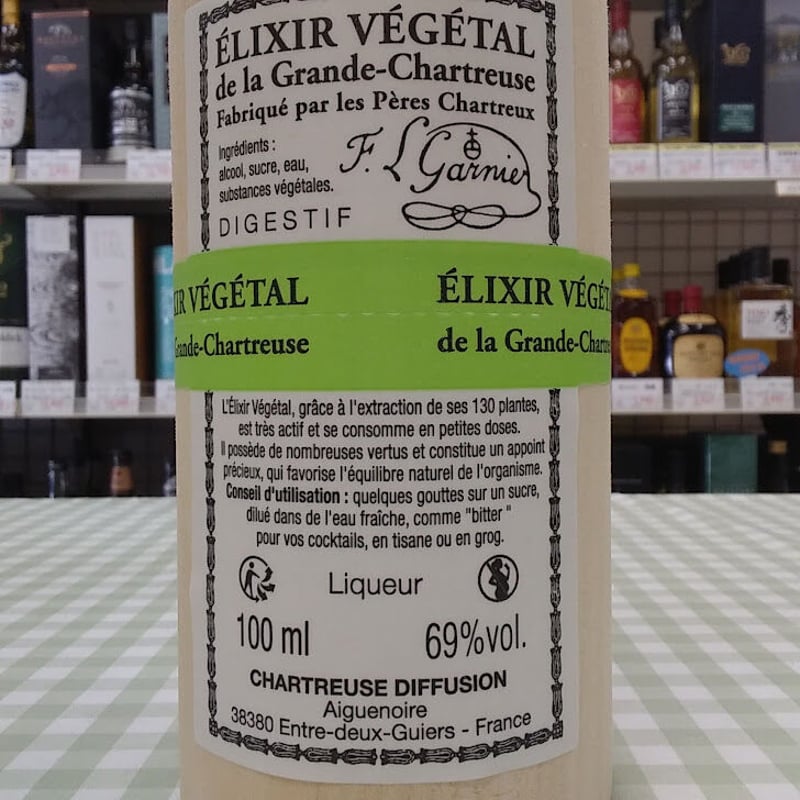 ÉLIXIR VÉGÉTAL
de la Grande-Chartreuse
Fabriqué par les Pères Chartreux
Ingrédients :
alcool, sucre, eau,
substances végétales.
F. L Garnier
DIGESTIF
IR VÉGÉTAL
Grande-Chartreuse
ÉLIXIR VÉGÉT
de la Grande-Chartre
L'Élixir Végétal, grâce à l'extraction de ses 130 plantes,
est très actif et se consomme en petites doses.
Il possède de nombreuses vertus et constitue un appoint
précieux, qui favorise l'équilibre naturel de l'organisme.
Conseil d'utilisation : quelques gouttes sur un sucre,
dilué dans de l'eau fraîche, comme "bitter "
pour vos cocktails, en tisane ou en grog.
Liqueur
100 ml
69%vol.
CHARTREUSE DIFFUSION
Aiguenoire
38380 Entre-deux-Guiers - France